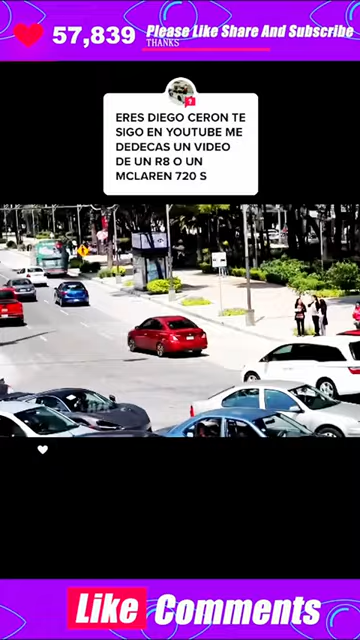 57,839
Please Like Share And Subscribe
THANKS
ERES DIEGO CERON TE
SIGO EN YOUTUBE ME
DEDECAS UN VIDEO
DE UN R8 O UN
MCLAREN 720 S
Like Comments